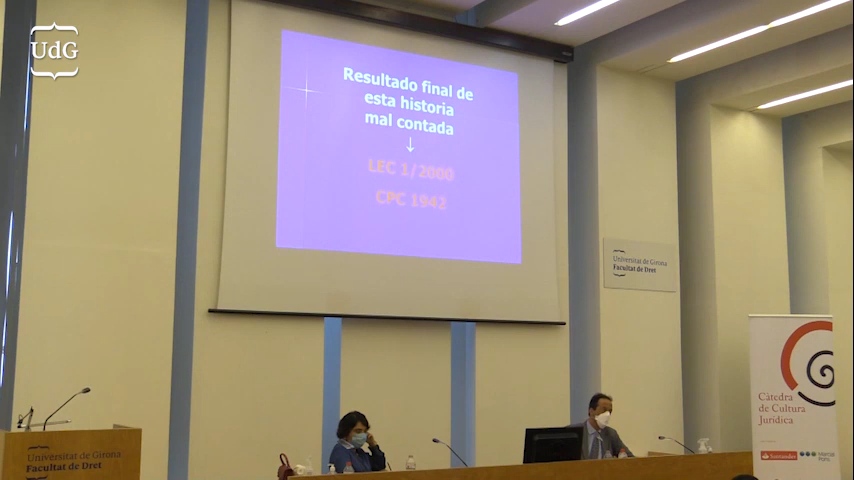 UdG
Resultado final de
esta historia
mal contada
↓
LEC 1/2000
CPC 1942
Universitat de Girona
Facultat de Dret
Càtedra
de Cultura
Jurídica
Santander
Universitat de Girona
Facultat de Dret